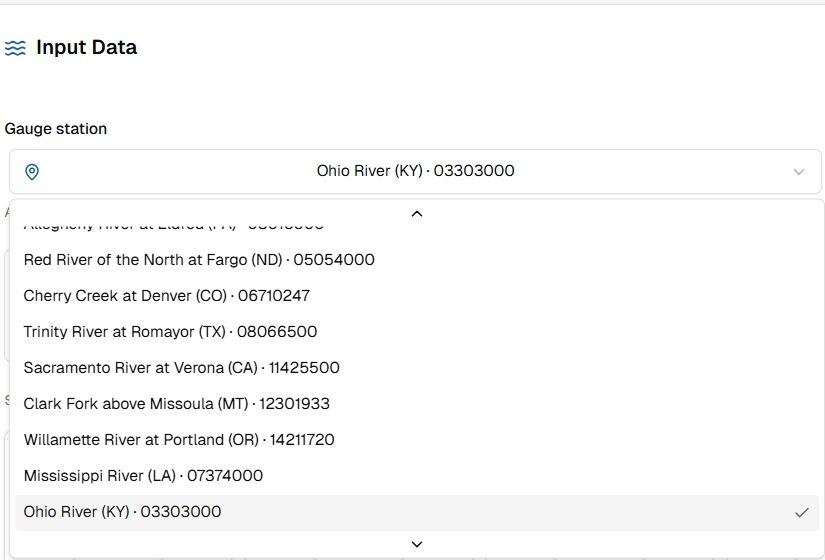 Input Data
Gauge station
Ohio River (KY) · 03303000
Red River of the North at Fargo (ND) · 05054000
Cherry Creek at Denver (CO) · 06710247
Trinity River at Romayor (TX) · 08066500
Sacramento River at Verona (CA) · 11425500
Clark Fork above Missoula (MT) · 12301933
Willamette River at Portland (OR) · 14211720
Mississippi River (LA) · 07374000
Ohio River (KY) · 03303000